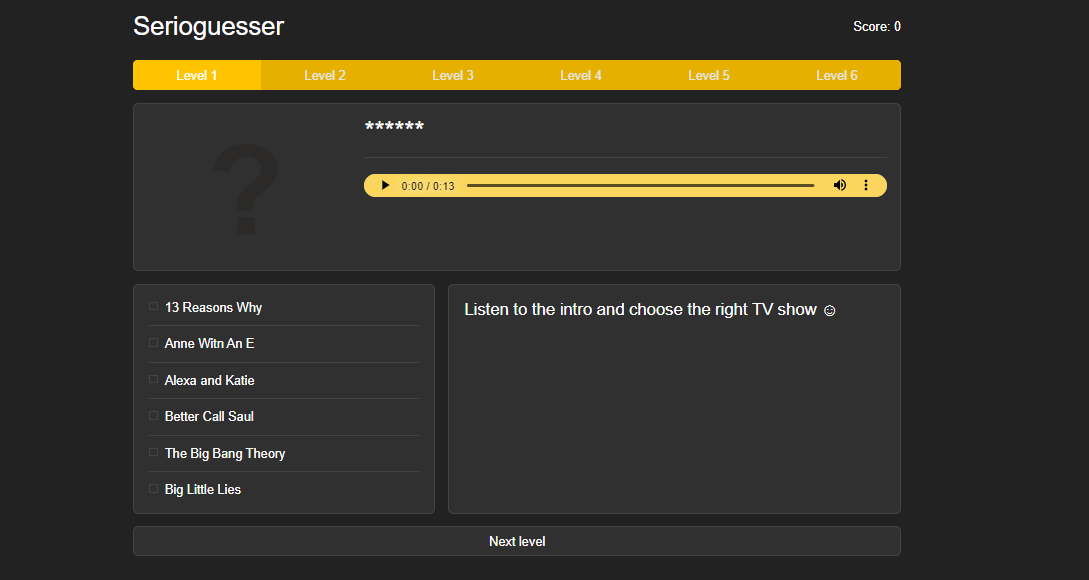 Serioguesser
Score: 0
Level 1 Level 2 Level 3 Level 4 Level 5 Level 6
?
******
0:00 / 0:13
13 Reasons Why
Anne Witn An E
Alexa and Katie
Better Call Saul
The Big Bang Theory
Big Little Lies
Listen to the intro and choose the right TV show ☺
Next level